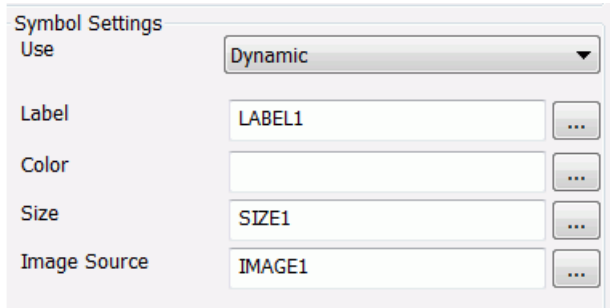 Symbol Settings
Use Dynamic
Label LABEL1 ...
Color ...
Size SIZE1 ...
Image Source IMAGE1 ...